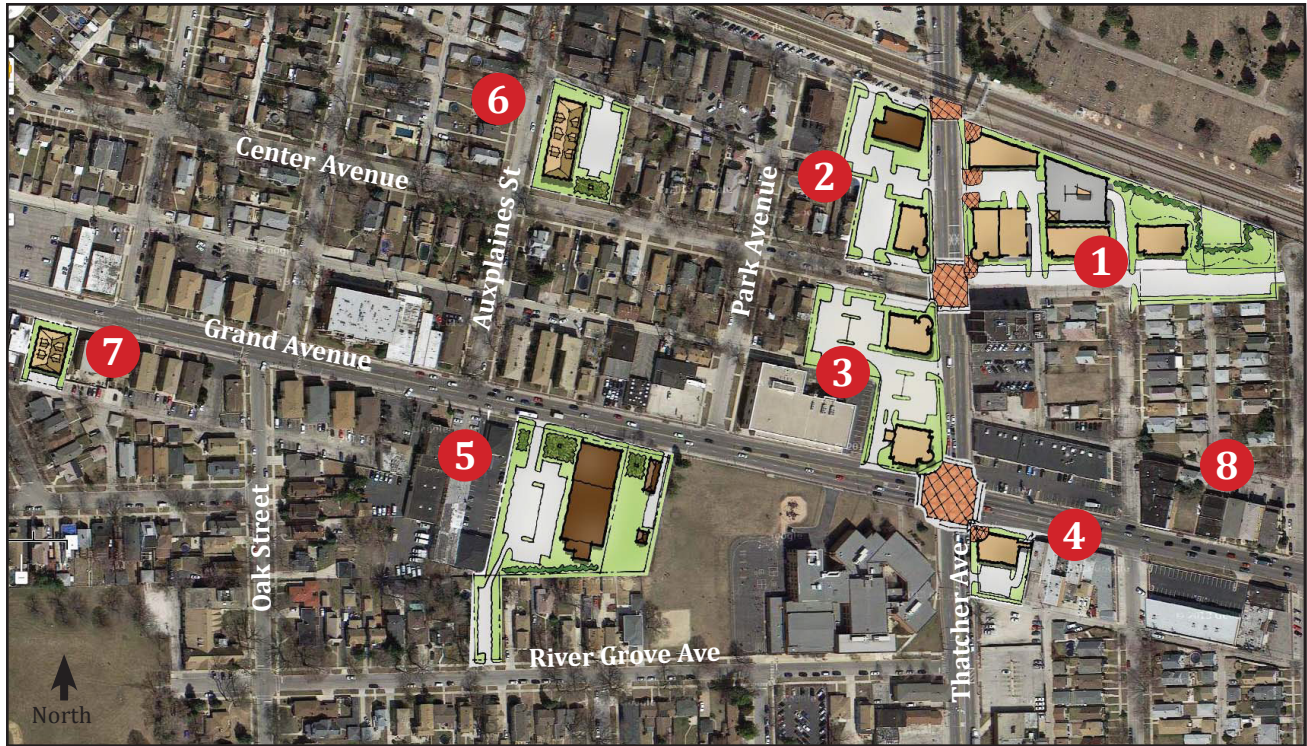 6
Center Avenue
Auxplaines St
Park Avenue
2
1
Grand Avenue
7
3
5
8
Oak Street
4
Thatcher Ave
River Grove Ave
North